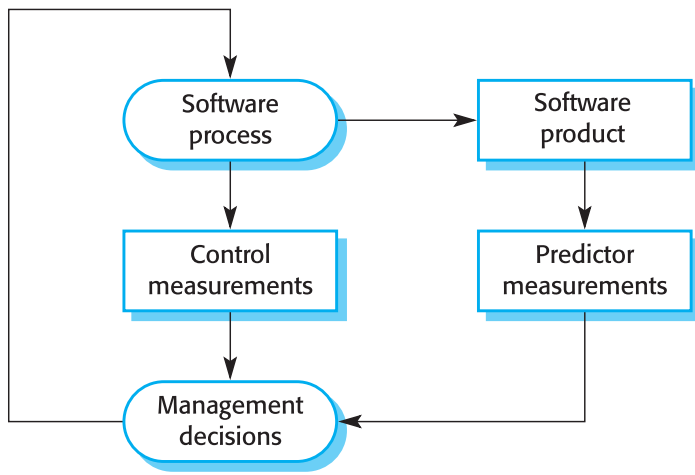 Software
process
Software
product
Control
measurements
Predictor
measurements
Management
decisions